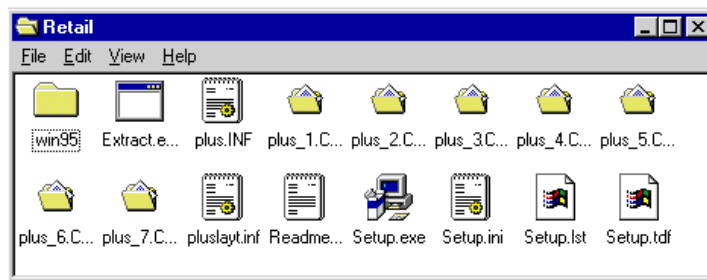 Retail
File Edit View Help
win95 Extract.e... plus.INF plus_1.C... plus_2.C... plus_3.C... plus_4.C... plus_5.C...
plus_6.C... plus_7.C... pluslayt.inf Readme... Setup.exe Setup.ini Setup.lst Setup.tdf